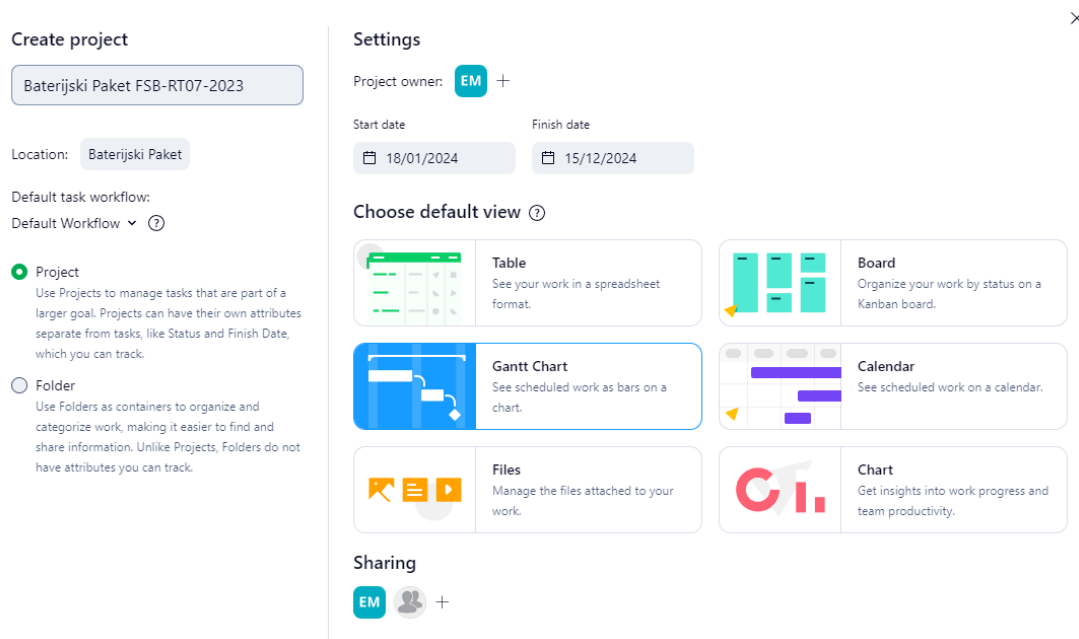 Create project
Baterijski Paket FSB-RT07-2023
Location: Baterijski Paket
Default task workflow:
Default Workflow
Project
Use Projects to manage tasks that are part of a
larger goal. Projects can have their own attributes
separate from tasks, like Status and Finish Date,
which you can track.
Folder
Use Folders as containers to organize and
categorize work, making it easier to find and
share information. Unlike Projects, Folders do not
have attributes you can track.
Settings
Project owner: EM
Start date
Finish date
18/01/2024
15/12/2024
Choose default view
Table
See your work in a spreadsheet
format.
Board
Organize your work by status on a
Kanban board.
Gantt Chart
See scheduled work as bars on a
chart.
Calendar
See scheduled work on a calendar.
Files
Manage the files attached to your
work.
Chart
Get insights into work progress and
team productivity.
Sharing
EM